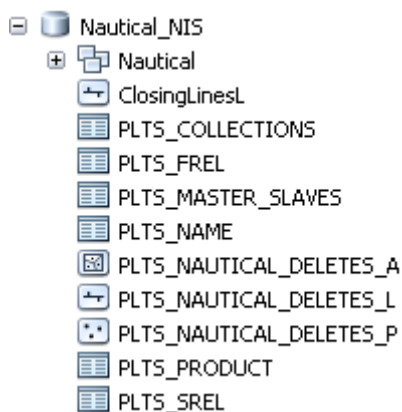 Nautical_NIS
Nautical
ClosingLinesL
PLTS_COLLECTIONS
PLTS_FREL
PLTS_MASTER_SLAVES
PLTS_NAME
PLTS_NAUTICAL_DELETES_A
PLTS_NAUTICAL_DELETES_L
PLTS_NAUTICAL_DELETES_P
PLTS_PRODUCT
PLTS_SREL